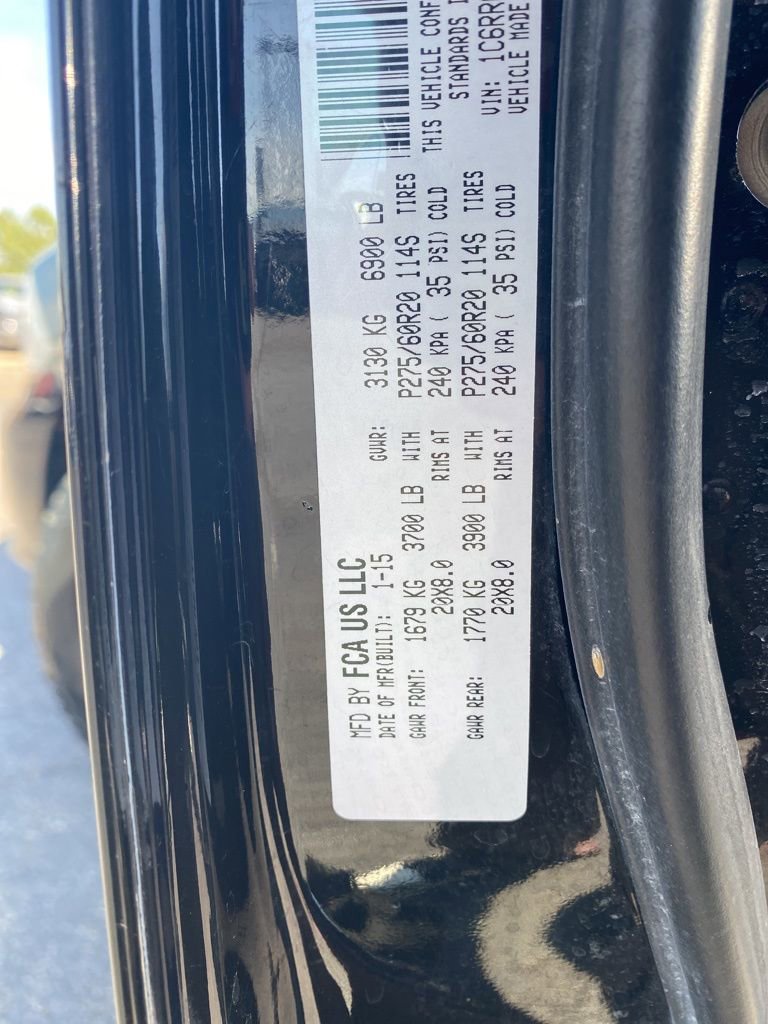 MFD BY FCA US LLC
DATE OF MFR(BUILT): 1-15 GVWR: 3130 KG 6900 LB
GAWR FRONT: 1679 KG 3700 LB WITH P275/60R20 114S TIRES
20X8.0 RIMS AT 240 KPA ( 35 PSI) COLD
GAWR REAR: 1770 KG 3900 LB WITH P275/60R20 114S TIRES
20X8.0 RIMS AT 240 KPA ( 35 PSI) COLD
THIS VEHICLE CONF
STANDARDS I
VIN: 1C6RR
VEHICLE MADE